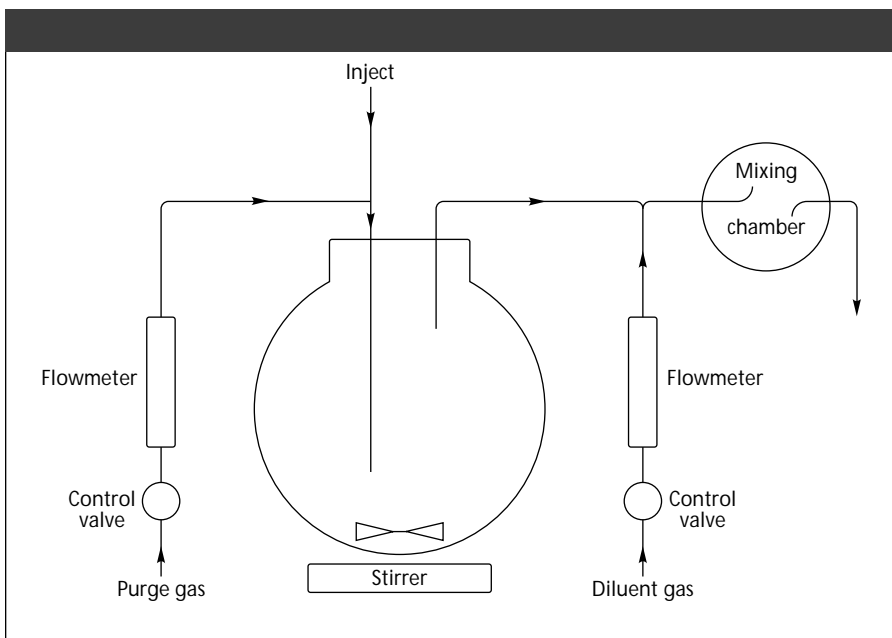 Inject
Mixing
chamber
Flowmeter
Flowmeter
Control
valve
Control
valve
Stirrer
Purge gas
Diluent gas